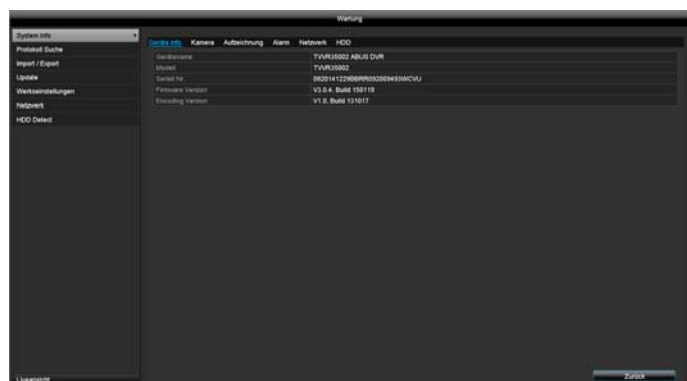 Wartung
System Info
Protokoll Suche
Import / Export
Update
Werkseinstellungen
Netzwerk
HDD Detect
Liveansicht
Geräte Info Kamera Aufzeichnung Alarm Netzwerk HDD
Gerätename TVVR35002 ABUS DVR
Modell TVVR35002
Seriell Nr.
Firmware Version V3.0.4, Build 150119
Encoding Version V1.0, Build 131017
Zurück